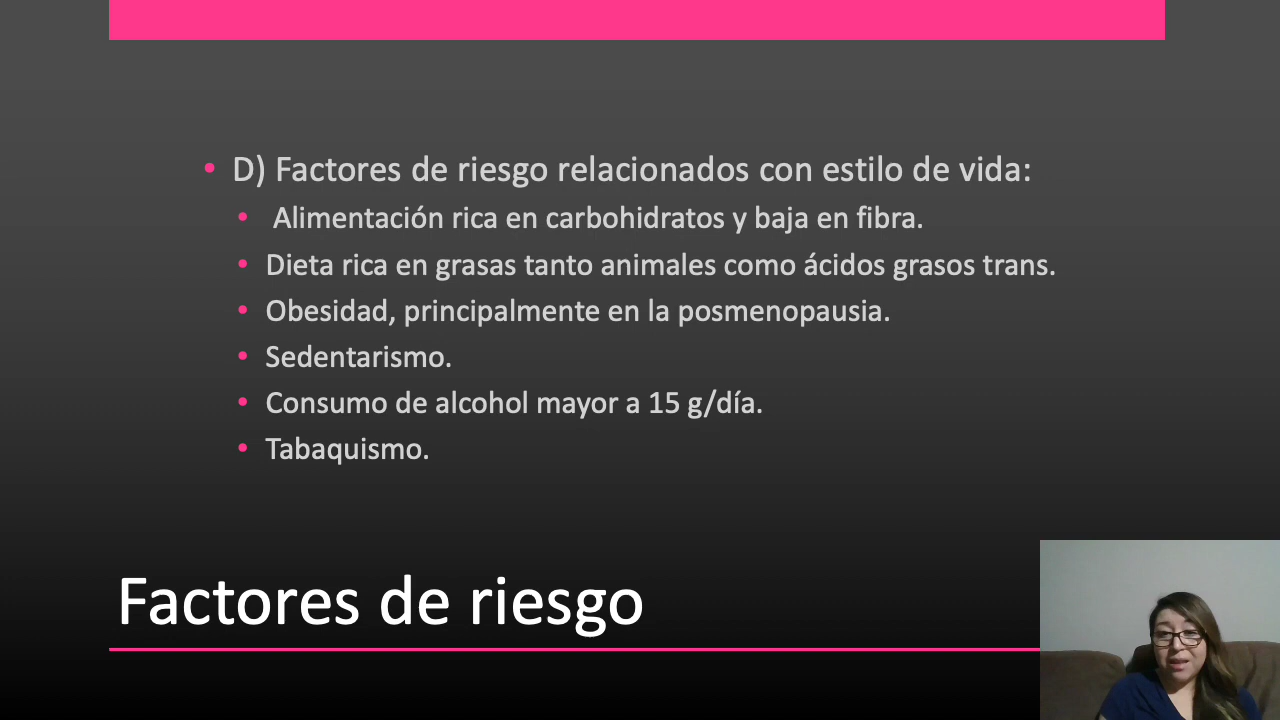 • D) Factores de riesgo relacionados con estilo de vida:
• Alimentación rica en carbohidratos y baja en fibra.
• Dieta rica en grasas tanto animales como ácidos grasos trans.
• Obesidad, principalmente en la posmenopausia.
• Sedentarismo.
• Consumo de alcohol mayor a 15 g/día.
• Tabaquismo.
Factores de riesgo